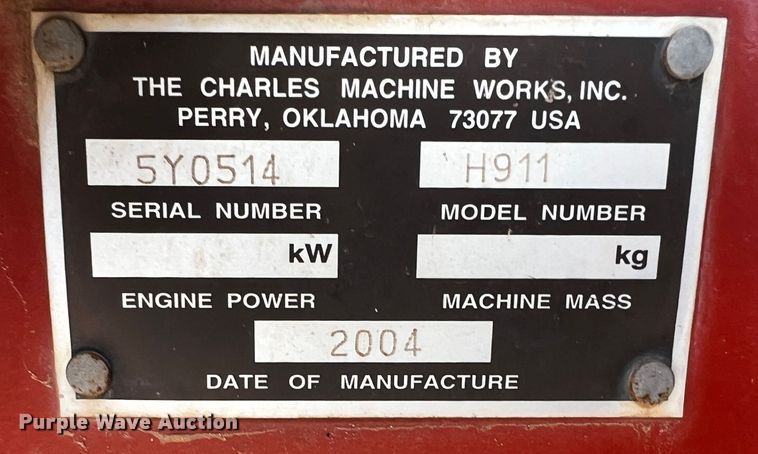 MANUFACTURED BY
THE CHARLES MACHINE WORKS, INC.
PERRY, OKLAHOMA 73077 USA
5Y0514 H911
SERIAL NUMBER MODEL NUMBER
kW kg
ENGINE POWER MACHINE MASS
2004
DATE OF MANUFACTURE
Purple Wave Auction